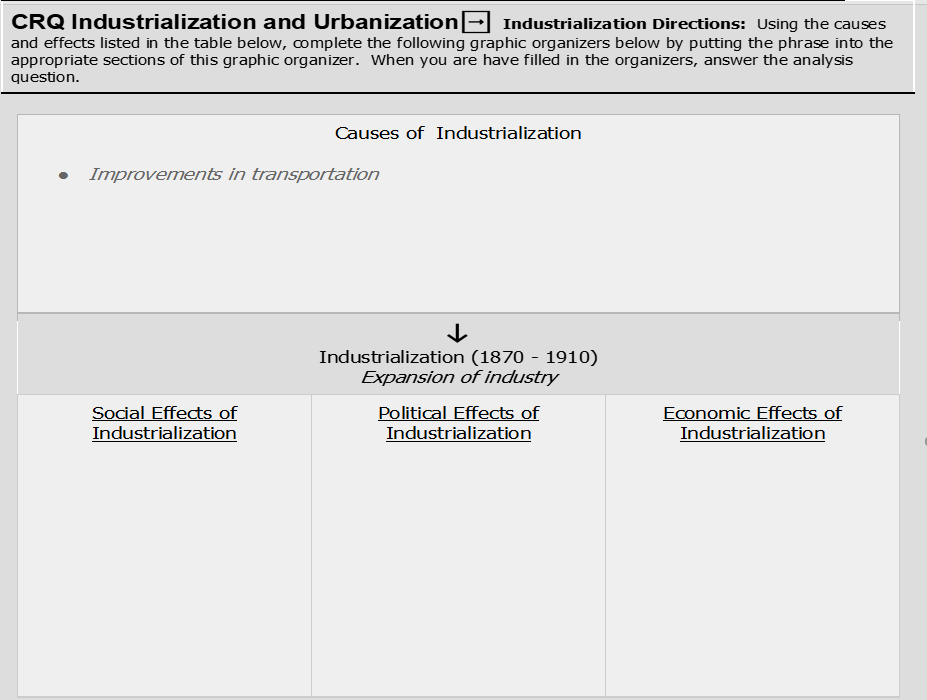 CRQ Industrialization and Urbanization → Industrialization Directions: Using the causes
and effects listed in the table below, complete the following graphic organizers below by putting the phrase into the
appropriate sections of this graphic organizer. When you are have filled in the organizers, answer the analysis
question.
Causes of Industrialization
• Improvements in transportation
↓
Industrialization (1870 - 1910)
Expansion of industry
Social Effects of
Industrialization
Political Effects of
Industrialization
Economic Effects of
Industrialization